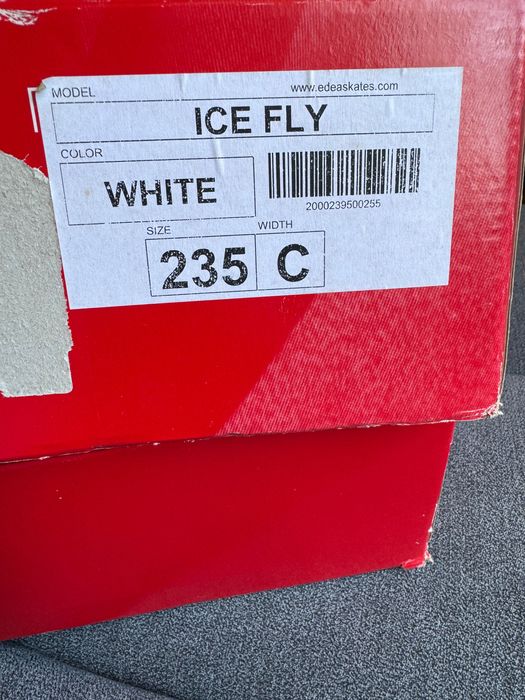 MODEL
www.edeaskates.com
ICE FLY
COLOR
WHITE
2000239500255
SIZE
WIDTH
235
C